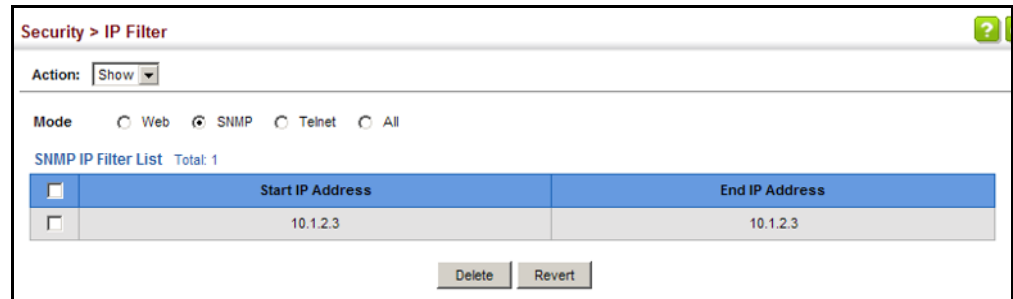 Security > IP Filter
?
Action: Show
Mode Web SNMP Telnet All
SNMP IP Filter List Total: 1
Start IP Address End IP Address
10.1.2.3 10.1.2.3
Delete Revert